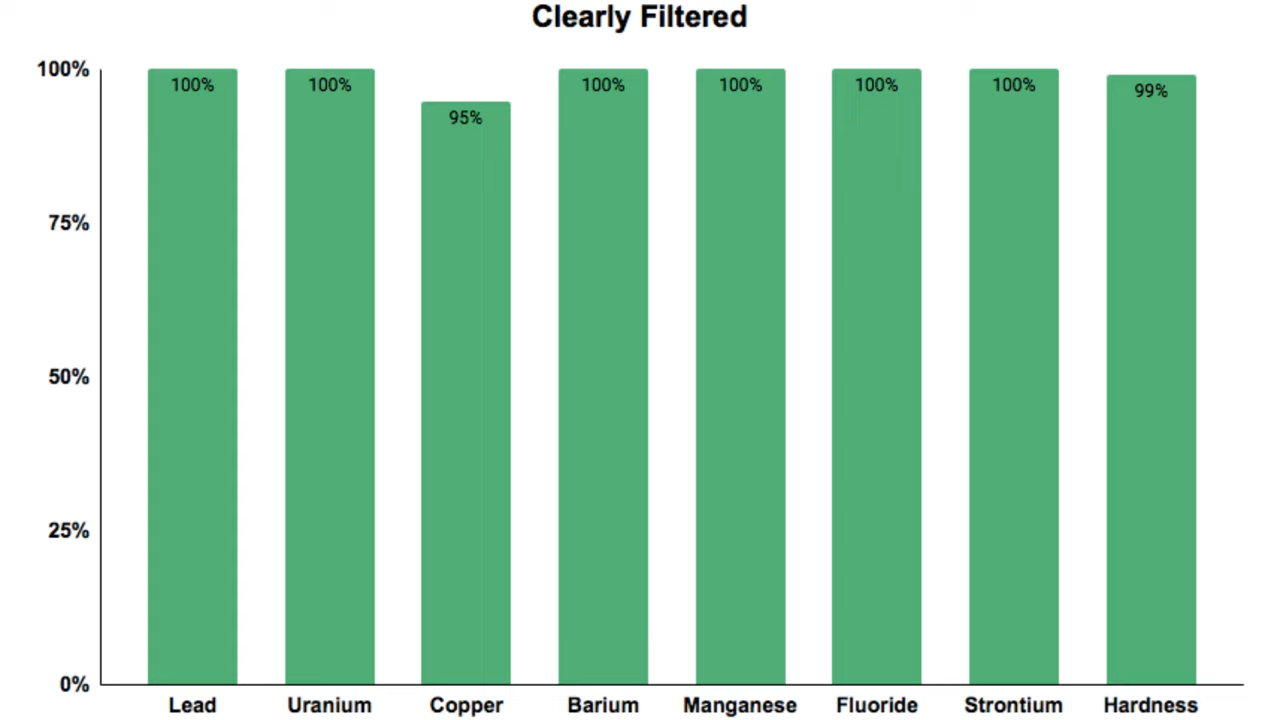 Clearly Filtered
100%
75%
50%
25%
0%
100%
100%
95%
100%
100%
100%
100%
99%
Lead
Uranium
Copper
Barium
Manganese
Fluoride
Strontium
Hardness